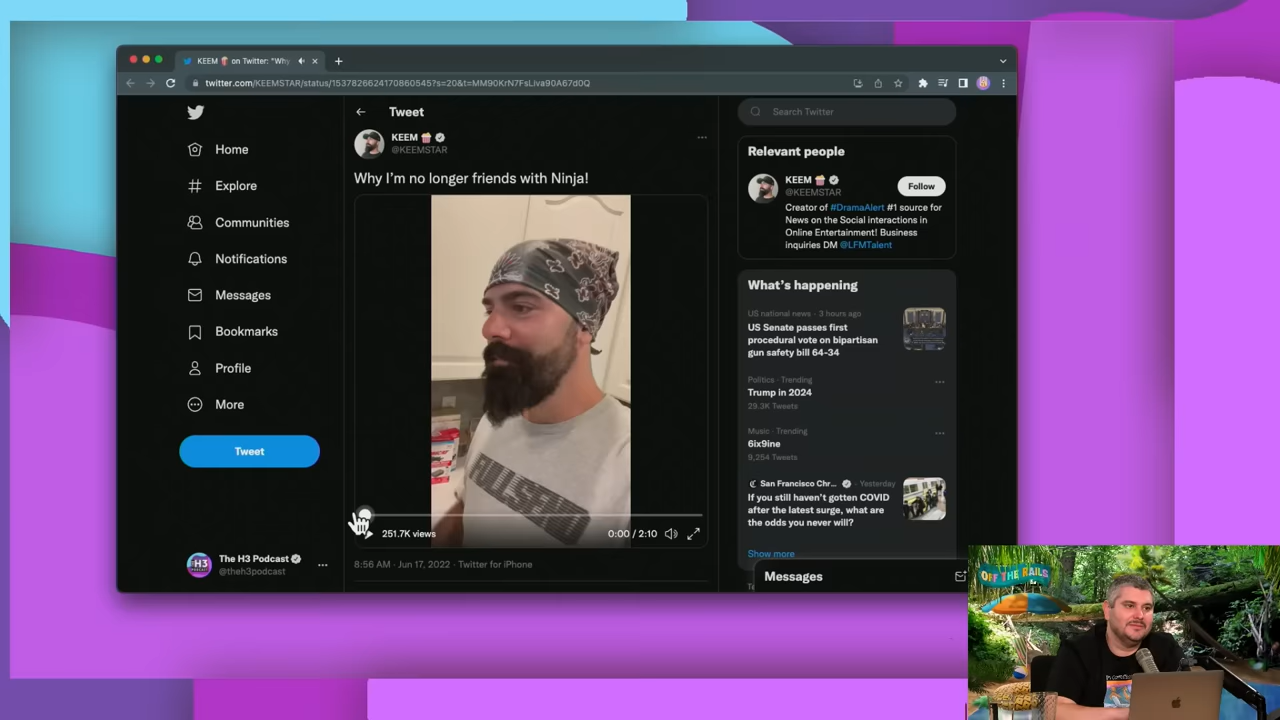 KEEM 🍿 on Twitter: "Why
twitter.com/KEEMSTAR/status/1537826624170860545?s=20&t=MM90KrN7FsLiva90A67d0Q
Home
Explore
Communities
Notifications
Messages
Bookmarks
Profile
More
Tweet
The H3 Podcast
@theh3podcast
Tweet
KEEM 🍿
@KEEMSTAR
Why I'm no longer friends with Ninja!
251.7K views
0:00 / 2:10
8:56 AM · Jun 17, 2022 · Twitter for iPhone
Search Twitter
Relevant people
KEEM 🍿
@KEEMSTAR
Follow
Creator of #DramaAlert #1 source for
News on the Social interactions in
Online Entertainment! Business
inquiries DM @LFMTalent
What's happening
US national news · 3 hours ago
US Senate passes first
procedural vote on bipartisan
gun safety bill 64-34
Politics · Trending
Trump in 2024
29.3K Tweets
Music · Trending
6ix9ine
9,254 Tweets
San Francisco Chr... · Yesterday
If you still haven't gotten COVID
after the latest surge, what are
the odds you never will?
Show more
Messages
OFF THE RAILS